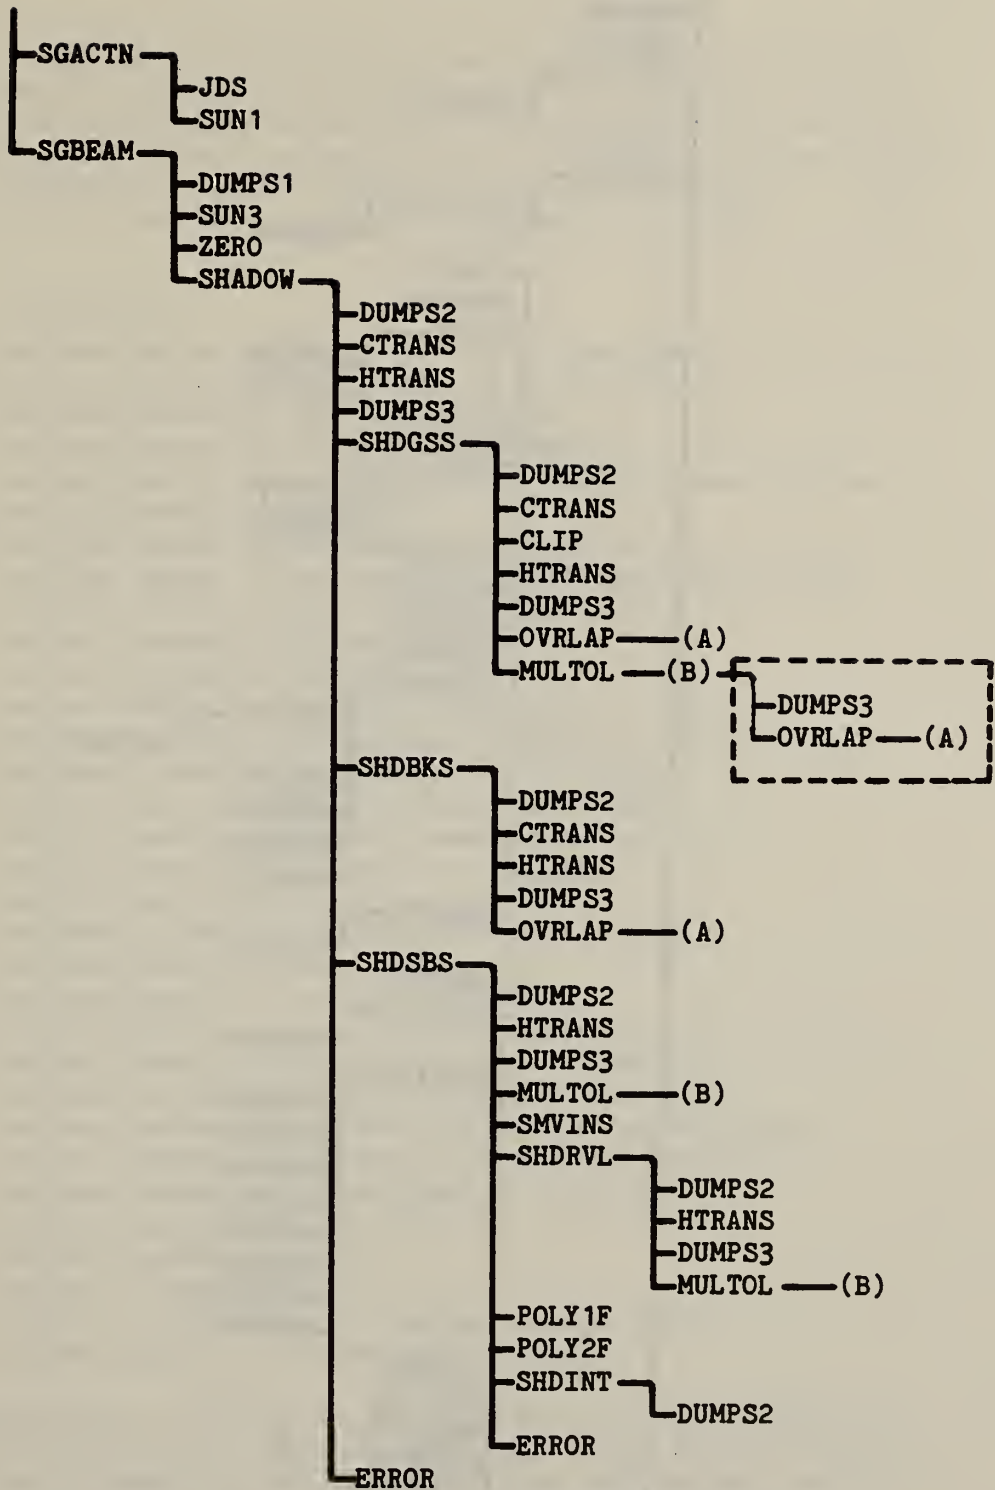 SGACTN
JDS
SUN1
SGBEAM
DUMPS1
SUN3
ZERO
SHADOW
DUMPS2
CTRANS
HTRANS
DUMPS3
SHDGSS
DUMPS2
CTRANS
CLIP
HTRANS
DUMPS3
OVRLAP (A)
MULTOL (B)
DUMPS3
OVRLAP (A)
SHDBKS
DUMPS2
CTRANS
HTRANS
DUMPS3
OVRLAP (A)
SHDSBS
DUMPS2
HTRANS
DUMPS3
MULTOL (B)
SMVINS
SHDRVL
DUMPS2
HTRANS
DUMPS3
MULTOL (B)
POLY1F
POLY2F
SHDINT
DUMPS2
ERROR
ERROR